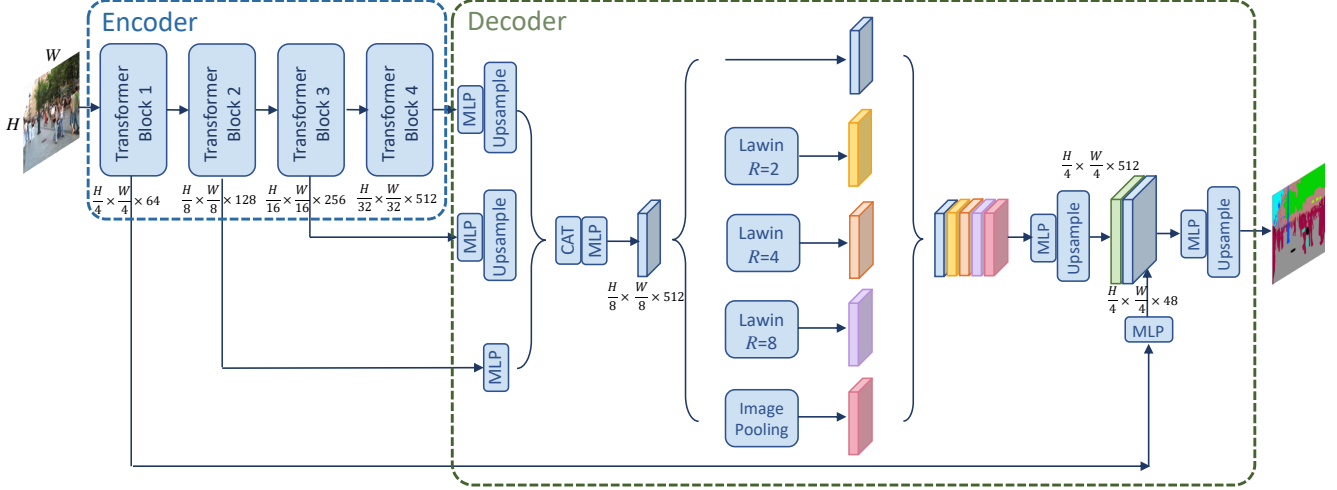 Encoder
Decoder
W
H
Transformer
Block 1
Transformer
Block 2
Transformer
Block 3
Transformer
Block 4
H/4 × W/4 × 64
H/8 × W/8 × 128
H/16 × W/16 × 256
H/32 × W/32 × 512
MLP
Upsample
MLP
Upsample
MLP
CAT
MLP
H/8 × W/8 × 512
Lawin
R=2
Lawin
R=4
Lawin
R=8
Image
Pooling
MLP
Upsample
H/4 × W/4 × 512
H/4 × W/4 × 48
MLP
MLP
Upsample